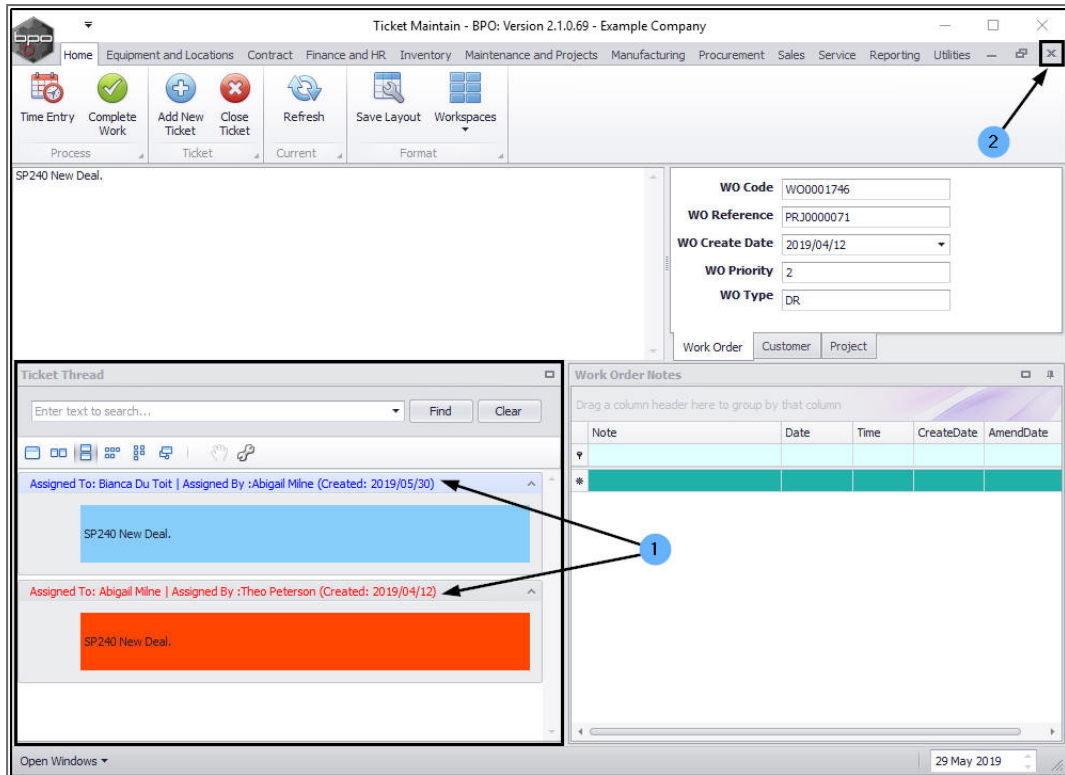 Ticket Maintain - BPO: Version 2.1.0.69 - Example Company
bpo
Home Equipment and Locations Contract Finance and HR Inventory Maintenance and Projects Manufacturing Procurement Sales Service Reporting Utilities
Time Entry Complete Work Add New Ticket Close Ticket Refresh Save Layout Workspaces
Process Ticket Current Format
2
SP240 New Deal.
WO Code WO0001746
WO Reference PRJ0000071
WO Create Date 2019/04/12
WO Priority 2
WO Type DR
Work Order Customer Project
Ticket Thread
Enter text to search... Find Clear
Assigned To: Bianca Du Toit | Assigned By :Abigail Milne (Created: 2019/05/30)
SP240 New Deal.
1
Assigned To: Abigail Milne | Assigned By :Theo Peterson (Created: 2019/04/12)
SP240 New Deal.
Work Order Notes
Drag a column header here to group by that column
Note Date Time CreateDate AmendDate
Open Windows 29 May 2019